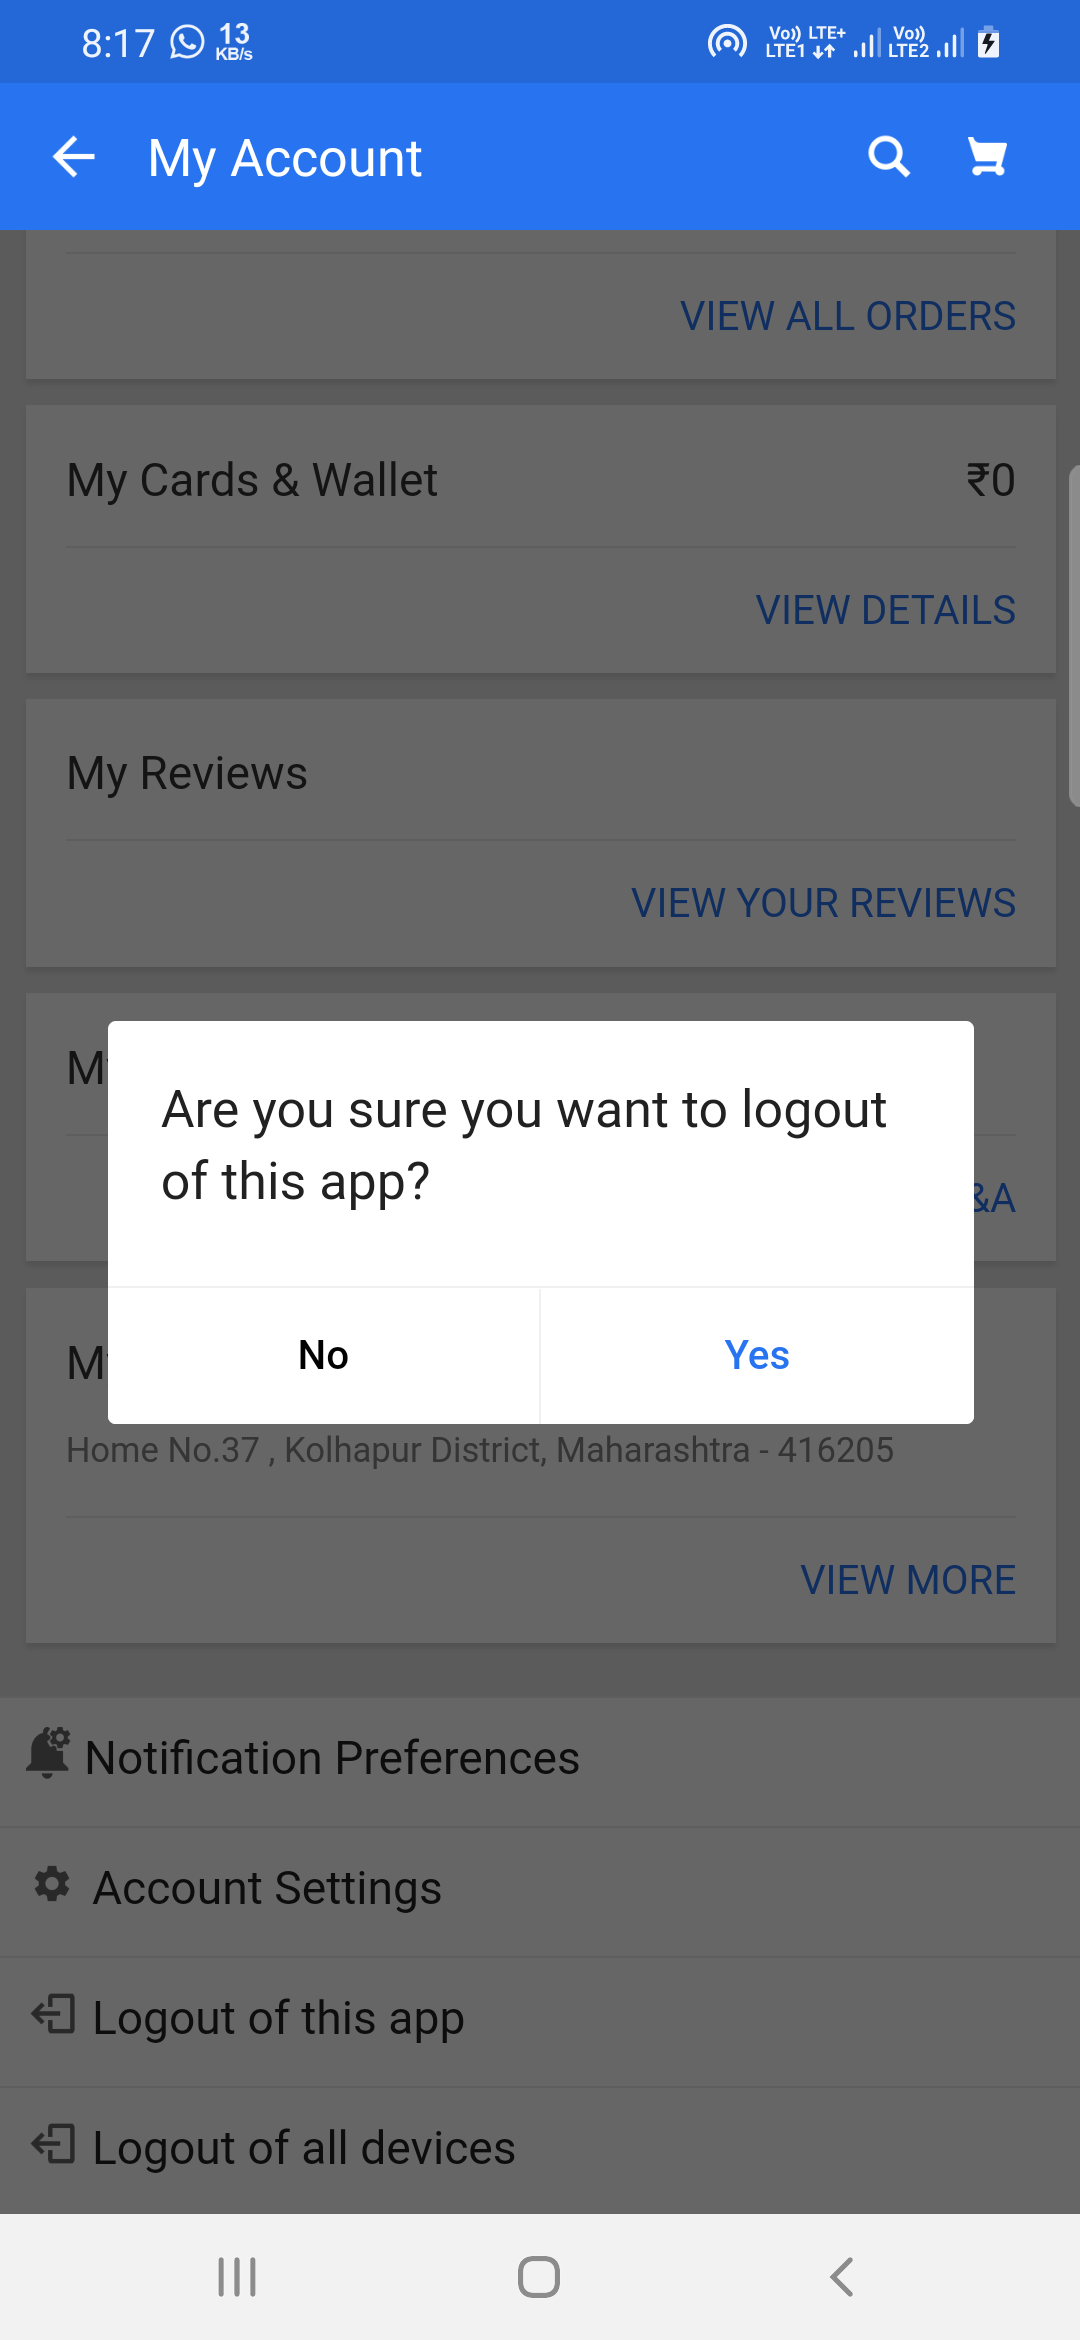 8:17 13 KB/s Vo)) LTE+ LTE1 Vo)) LTE2
My Account
VIEW ALL ORDERS
My Cards & Wallet ₹0
VIEW DETAILS
My Reviews
VIEW YOUR REVIEWS
Are you sure you want to logout
of this app?
&A
No Yes
Home No.37 , Kolhapur District, Maharashtra - 416205
VIEW MORE
Notification Preferences
Account Settings
Logout of this app
Logout of all devices